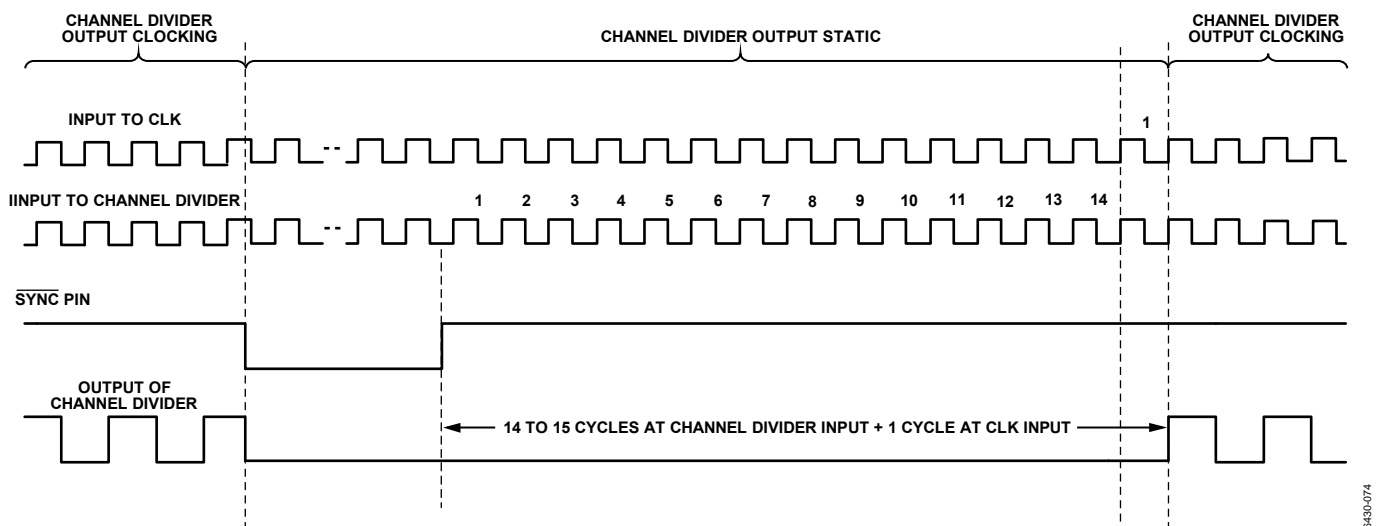 CHANNEL DIVIDER
OUTPUT CLOCKING
CHANNEL DIVIDER OUTPUT STATIC
CHANNEL DIVIDER
OUTPUT CLOCKING
INPUT TO CLK
1
IINPUT TO CHANNEL DIVIDER
1 2 3 4 5 6 7 8 9 10 11 12 13 14
SYNC PIN
OUTPUT OF
CHANNEL DIVIDER
14 TO 15 CYCLES AT CHANNEL DIVIDER INPUT + 1 CYCLE AT CLK INPUT